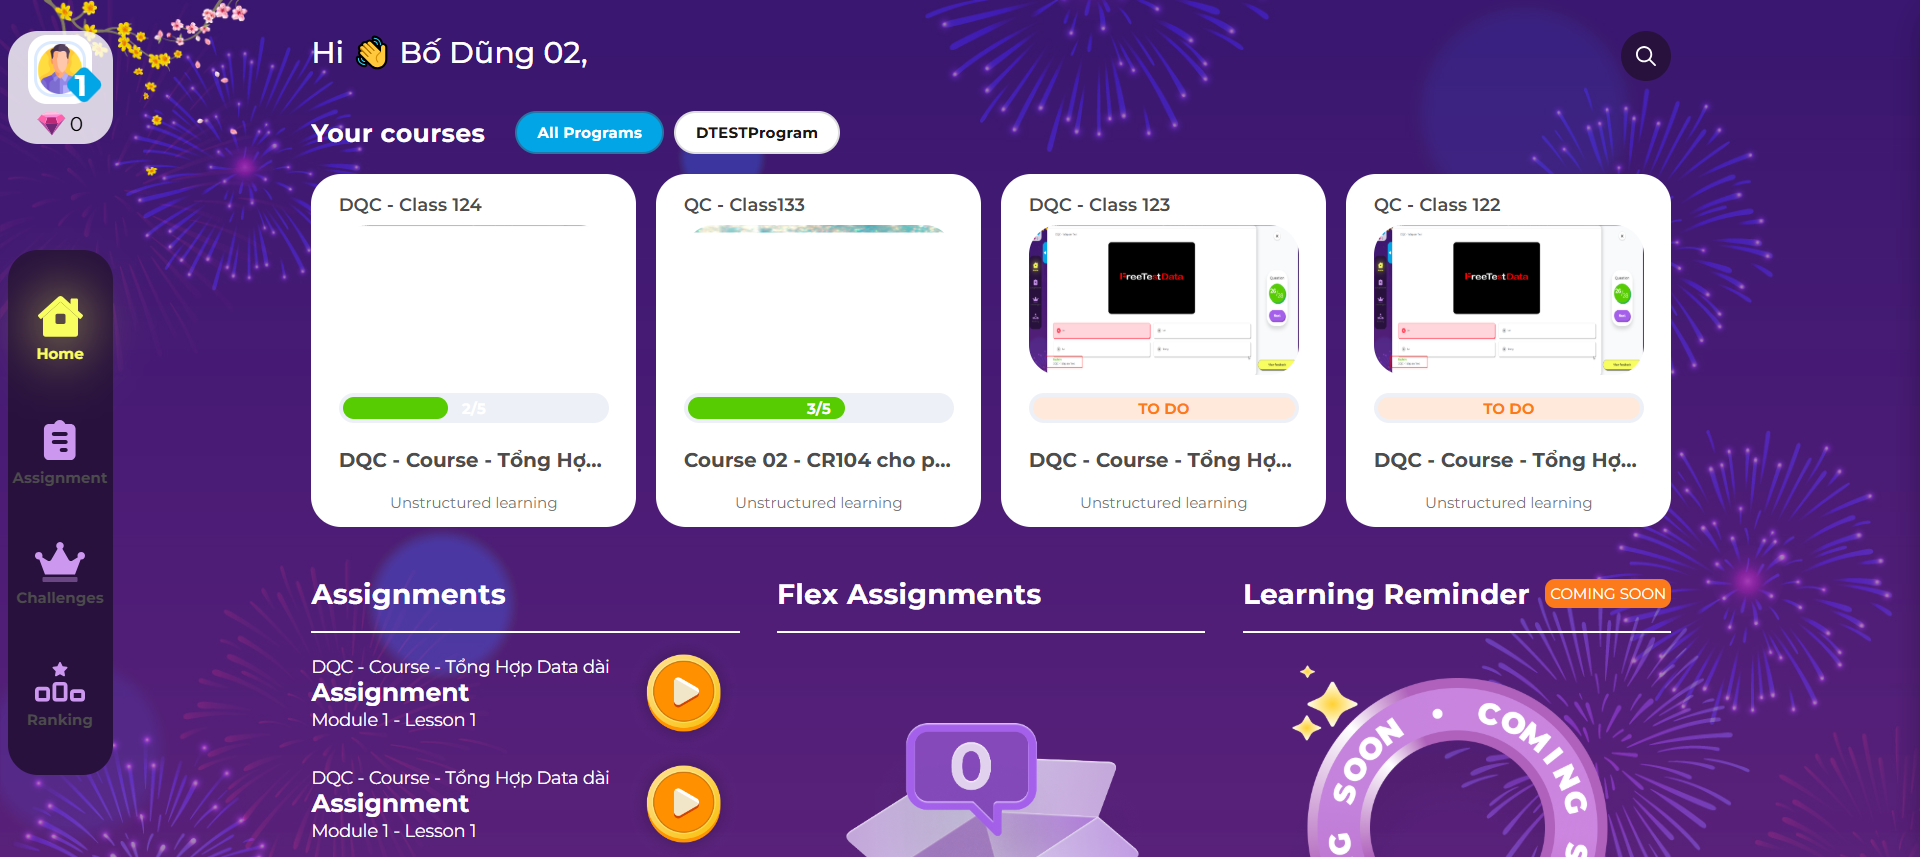 Hi 👋 Bố Dũng 02,
1
0
Your courses
All Programs
DTESTProgram
DQC - Class 124
2/5
DQC - Course - Tổng Hợ...
Unstructured learning
QC - Class133
3/5
Course 02 - CR104 cho p...
Unstructured learning
DQC - Class 123
FreeTestData
TO DO
DQC - Course - Tổng Hợ...
Unstructured learning
QC - Class 122
FreeTestData
TO DO
DQC - Course - Tổng Hợ...
Unstructured learning
Home
Assignment
Challenges
Ranking
Assignments
DQC - Course - Tổng Hợp Data dài
Assignment
Module 1 - Lesson 1
DQC - Course - Tổng Hợp Data dài
Assignment
Module 1 - Lesson 1
Flex Assignments
0
Learning Reminder
COMING SOON
SOON • COMING S
G